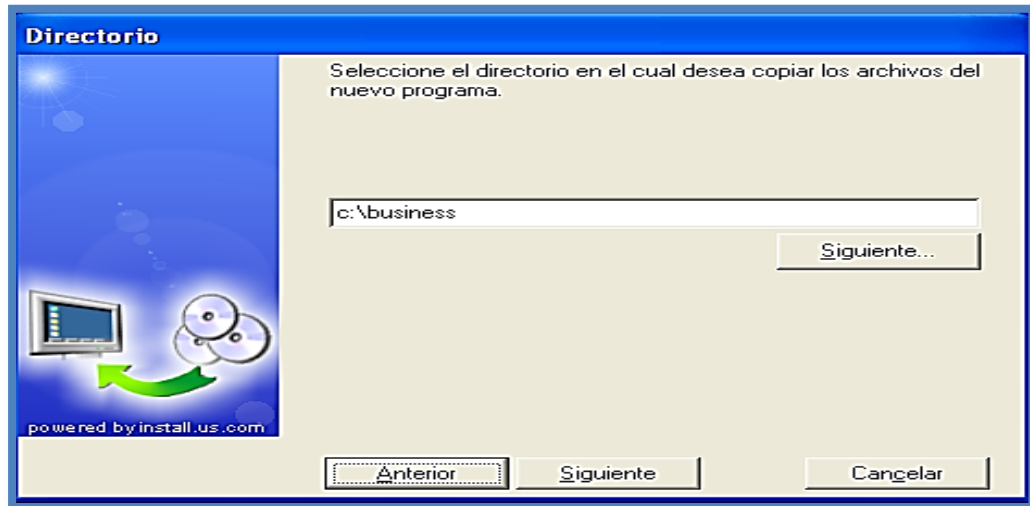 Directorio
Seleccione el directorio en el cual desea copiar los archivos del
nuevo programa.
c:\business
Siguiente...
powered by install.us.com
Anterior
Siguiente
Cancelar